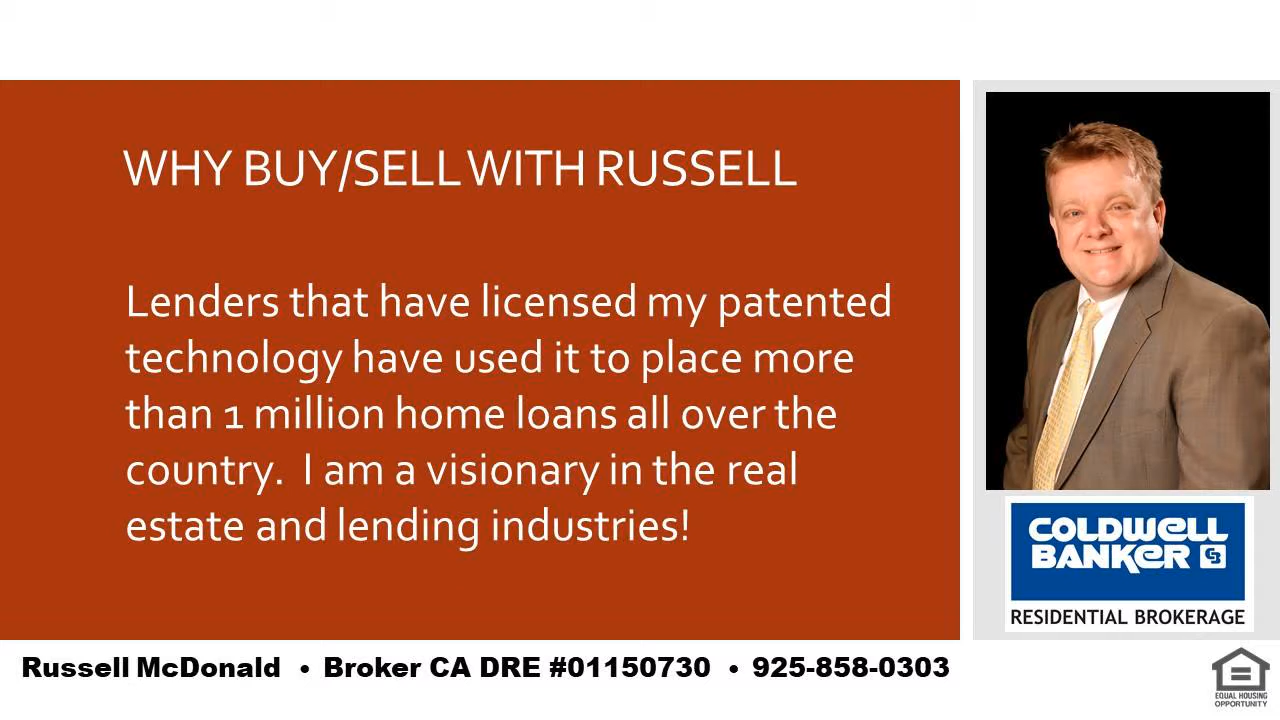 WHY BUY/SELL WITH RUSSELL
Lenders that have licensed my patented
technology have used it to place more
than 1 million home loans all over the
country.  I am a visionary in the real
estate and lending industries!
COLDWELL
BANKER CB
RESIDENTIAL BROKERAGE
Russell McDonald • Broker CA DRE #01150730 • 925-858-0303
EQUAL HOUSING
OPPORTUNITY